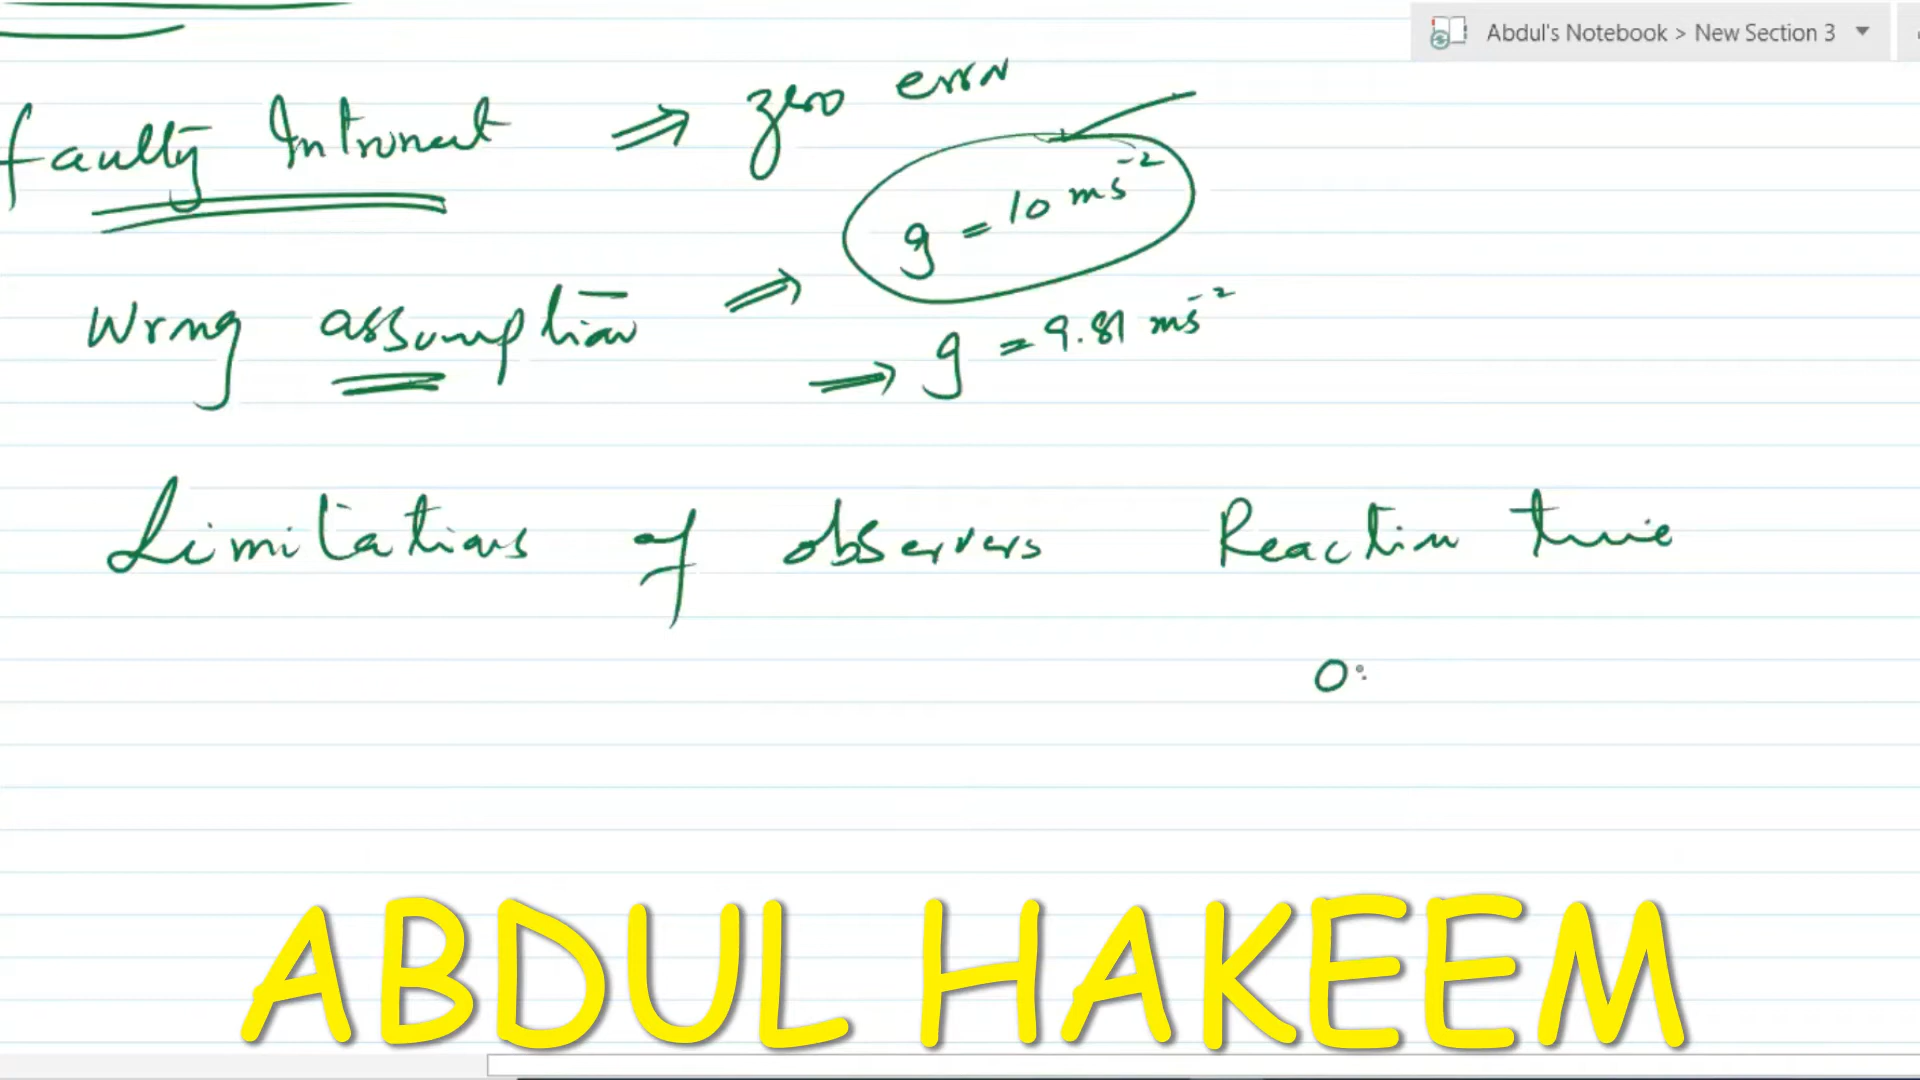 Abdul's Notebook > New Section 3
faulty Intrument ⇒ zero error
g = 10 ms⁻²
Wrong assumption ⇒
⇒ g = 9.81 ms⁻²
Limitations of observers Reaction time
0.
ABDUL HAKEEM